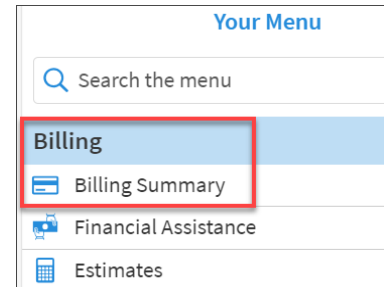 Your Menu
Search the menu
Billing
Billing Summary
Financial Assistance
Estimates